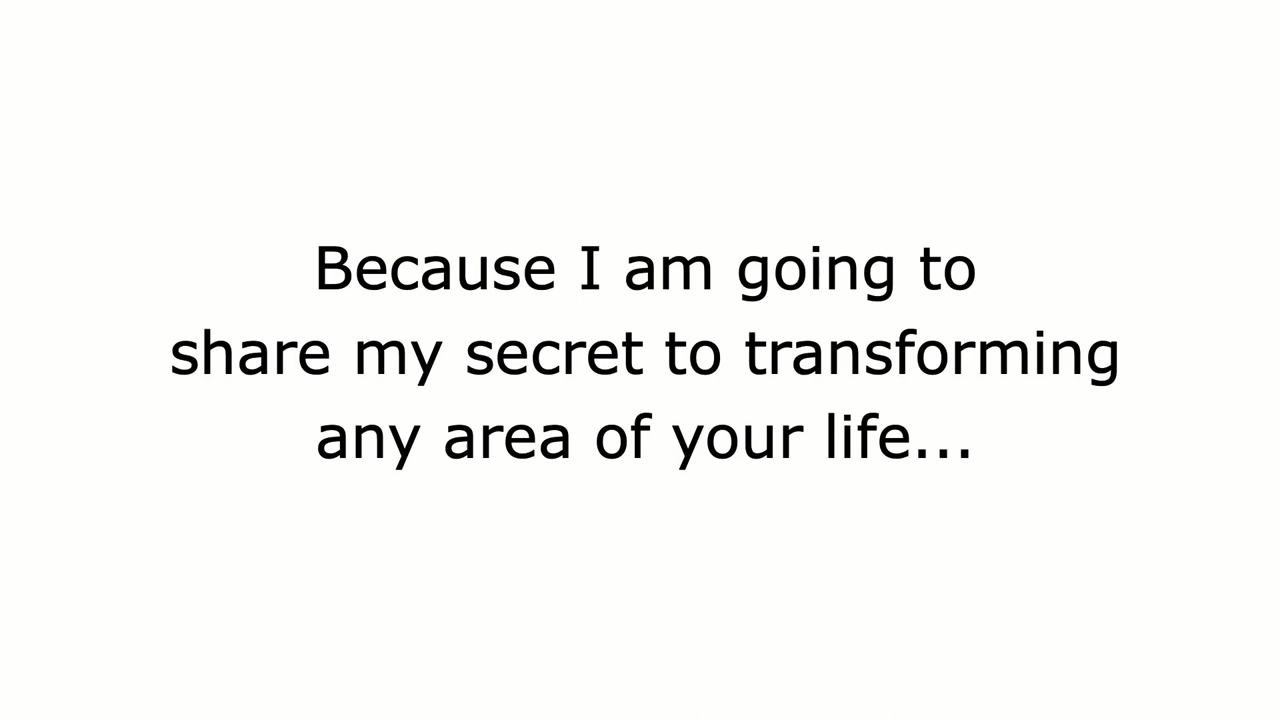 Because I am going to
share my secret to transforming
any area of your life...